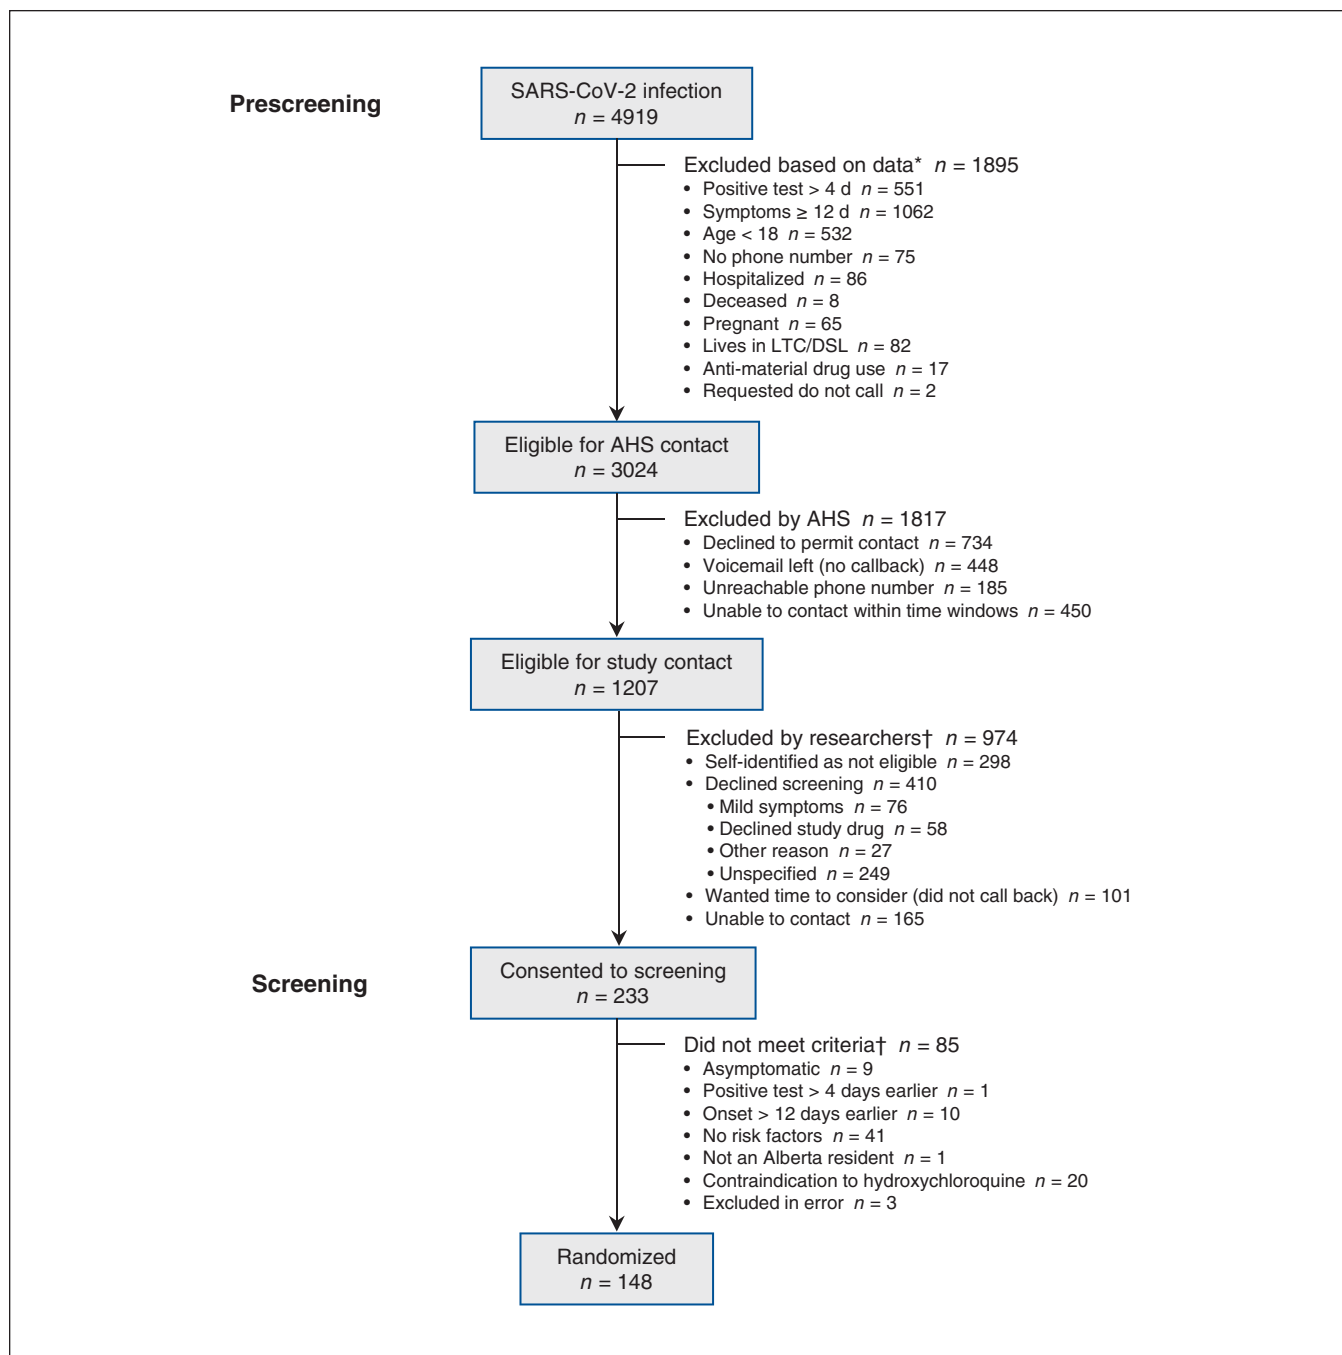 Prescreening
SARS-CoV-2 infection
n = 4919
Excluded based on data* n = 1895
• Positive test > 4 d n = 551
• Symptoms ≥ 12 d n = 1062
• Age < 18 n = 532
• No phone number n = 75
• Hospitalized n = 86
• Deceased n = 8
• Pregnant n = 65
• Lives in LTC/DSL n = 82
• Anti-material drug use n = 17
• Requested do not call n = 2
Eligible for AHS contact
n = 3024
Excluded by AHS n = 1817
• Declined to permit contact n = 734
• Voicemail left (no callback) n = 448
• Unreachable phone number n = 185
• Unable to contact within time windows n = 450
Eligible for study contact
n = 1207
Excluded by researchers† n = 974
• Self-identified as not eligible n = 298
• Declined screening n = 410
• Mild symptoms n = 76
• Declined study drug n = 58
• Other reason n = 27
• Unspecified n = 249
• Wanted time to consider (did not call back) n = 101
• Unable to contact n = 165
Screening
Consented to screening
n = 233
Did not meet criteria† n = 85
• Asymptomatic n = 9
• Positive test > 4 days earlier n = 1
• Onset > 12 days earlier n = 10
• No risk factors n = 41
• Not an Alberta resident n = 1
• Contraindication to hydroxychloroquine n = 20
• Excluded in error n = 3
Randomized
n = 148